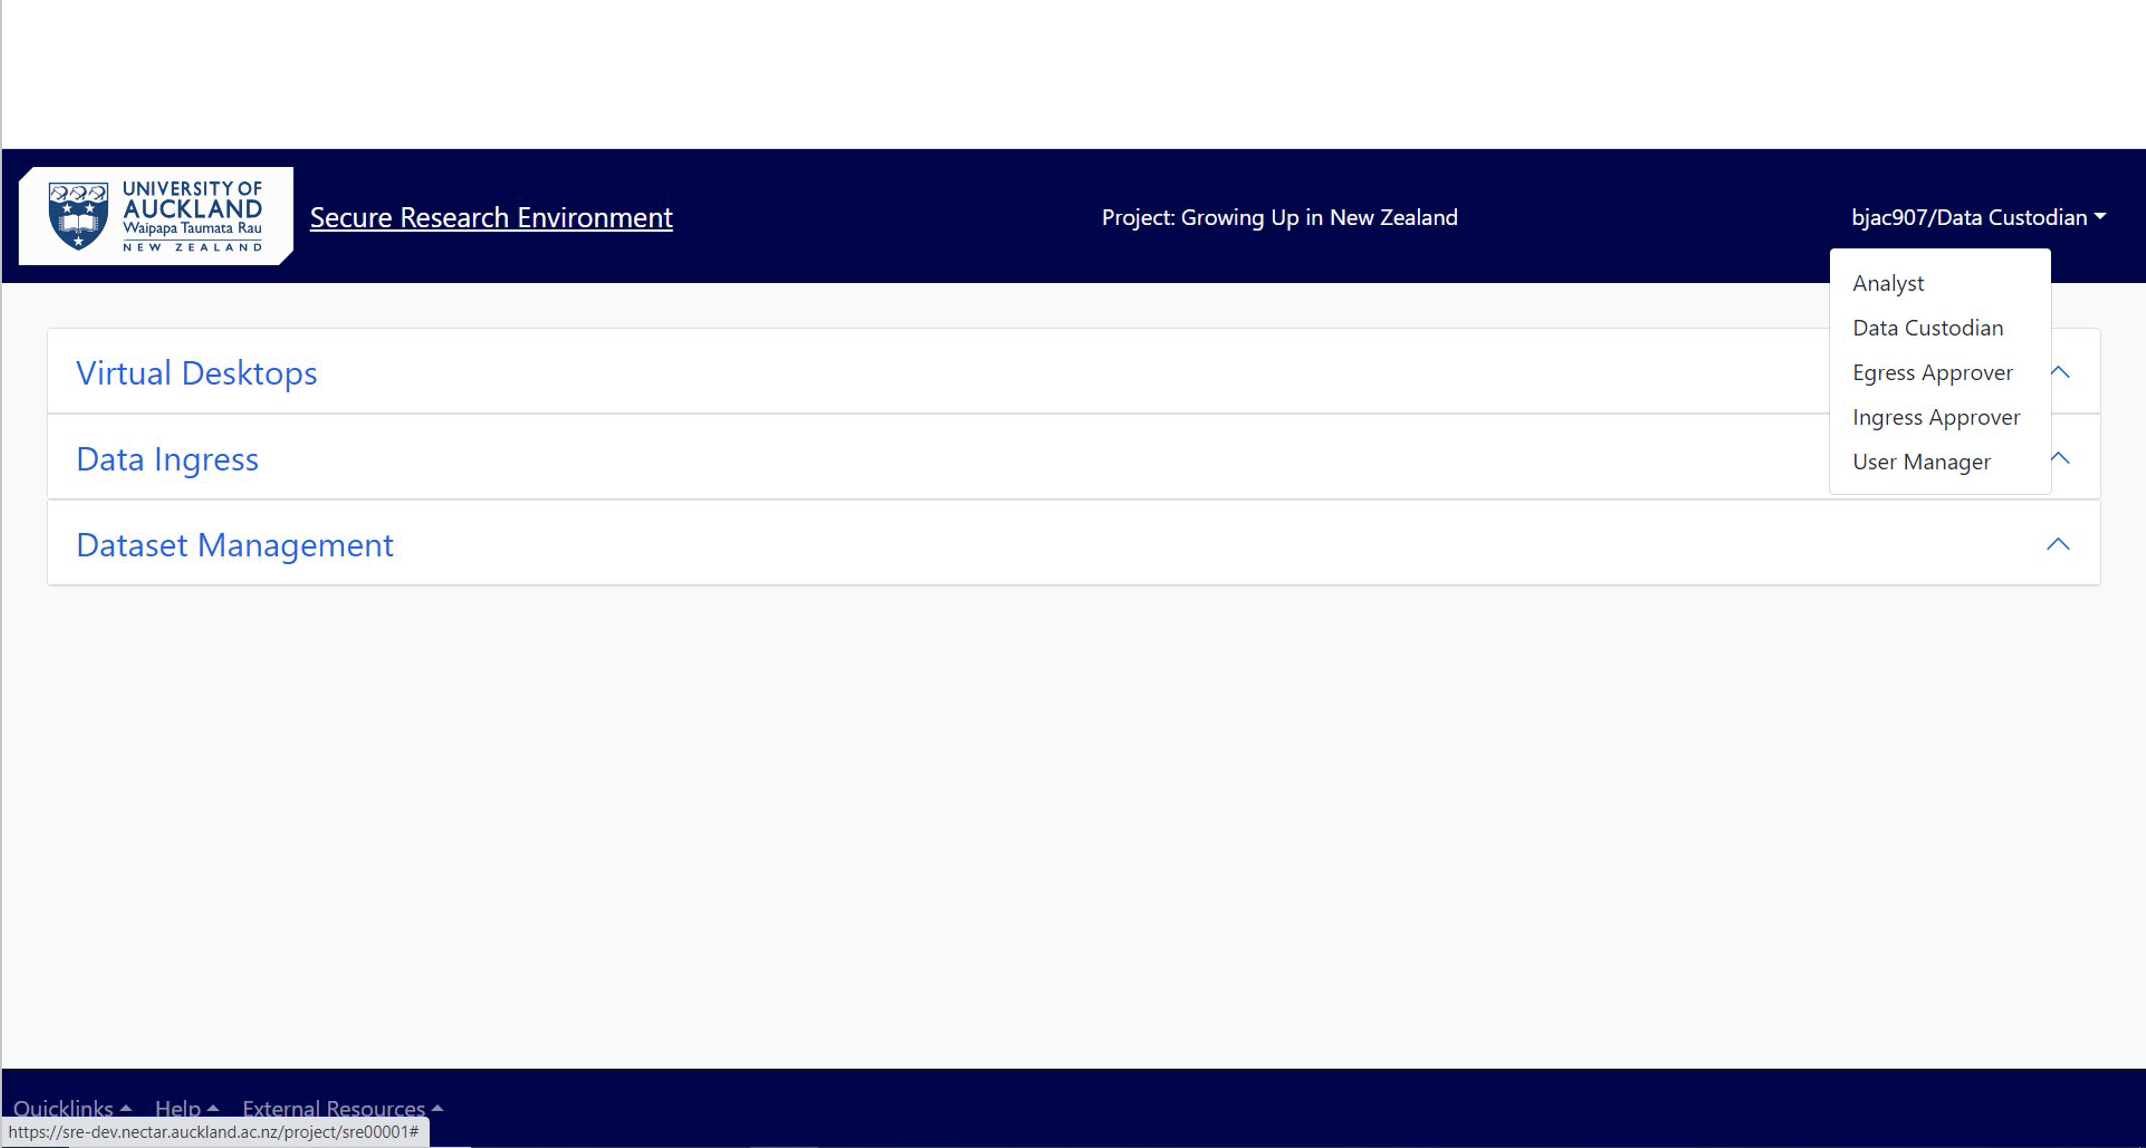 UNIVERSITY OF
AUCKLAND
Waipapa Taumata Rau
NEW ZEALAND
Secure Research Environment
Project: Growing Up in New Zealand
bjac907/Data Custodian
Analyst
Data Custodian
Egress Approver
Ingress Approver
User Manager
Virtual Desktops
Data Ingress
Dataset Management
Quicklinks
Help
External Resources
https://sre-dev.nectar.auckland.ac.nz/project/sre00001#